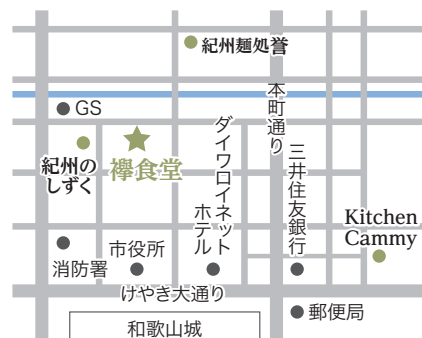 紀州麺処誉
GS
本町通り
紀州の
しずく
襷食堂
ダイワロイネット
ホテル
三井住友銀行
Kitchen
Cammy
消防署
市役所
けやき大通り
郵便局
和歌山城